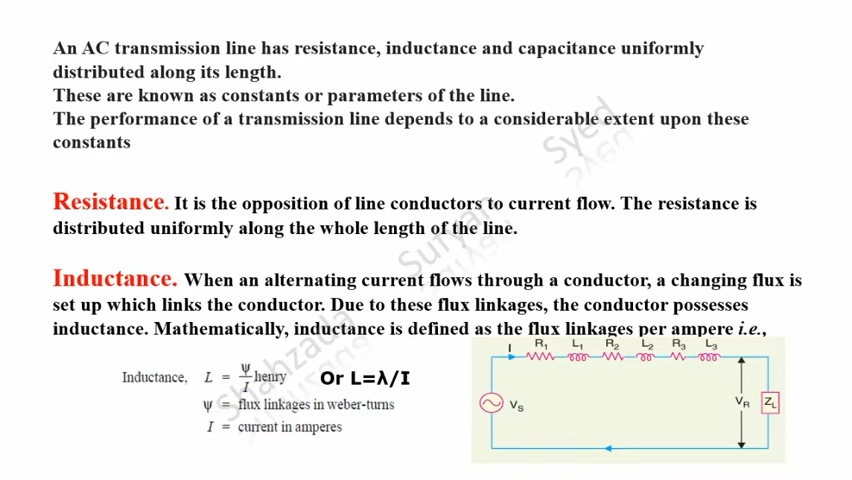 An AC transmission line has resistance, inductance and capacitance uniformly
distributed along its length.
These are known as constants or parameters of the line.
The performance of a transmission line depends to a considerable extent upon these
constants
Resistance. It is the opposition of line conductors to current flow. The resistance is
distributed uniformly along the whole length of the line.
Inductance. When an alternating current flows through a conductor, a changing flux is
set up which links the conductor. Due to these flux linkages, the conductor possesses
inductance. Mathematically, inductance is defined as the flux linkages per ampere i.e.,
Inductance, L = ψ/I henry Or L=λ/I
ψ = flux linkages in weber-turns
I = current in amperes
I R1 L1 R2 L2 R3 L3
VS VR ZL
Syed
Sufyan
Shahzada